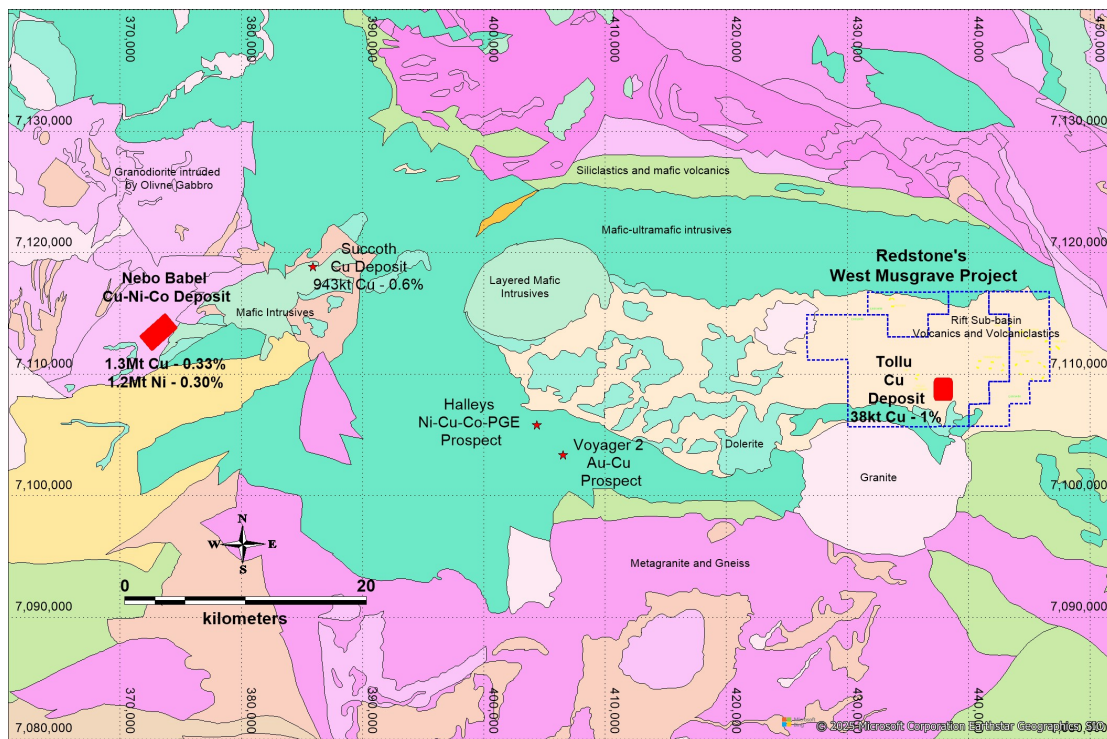 370,000
380,000
390,000
400,000
410,000
420,000
430,000
440,000
450,000
7,130,000
7,130,000
Granodiorite intruded
by Olivne Gabbro
Siliclastics and mafic volcanics
Mafic-ultramafic intrusives
7,120,000
7,120,000
Succoth
Cu Deposit
943kt Cu - 0.6%
Nebo Babel
Cu-Ni-Co Deposit
Mafic Intrusives
1.3Mt Cu - 0.33%
1.2Mt Ni - 0.30%
Layered Mafic
Intrusives
Redstone's
West Musgrave Project
Rift Sub-basin
Volcanics and Volcaniclastics
7,110,000
7,110,000
Tollu
Cu
Deposit
38kt Cu - 1%
Halleys
Ni-Cu-Co-PGE
Prospect
Voyager 2
Au-Cu
Prospect
Dolerite
Granite
7,100,000
7,100,000
N
W
E
S
Metagranite and Gneiss
0
20
kilometers
7,090,000
7,090,000
370,000
380,000
390,000
400,000
410,000
420,000
430,000
440,000
7,080,000
© 2025 Microsoft Corporation Earthstar Geographics SIO